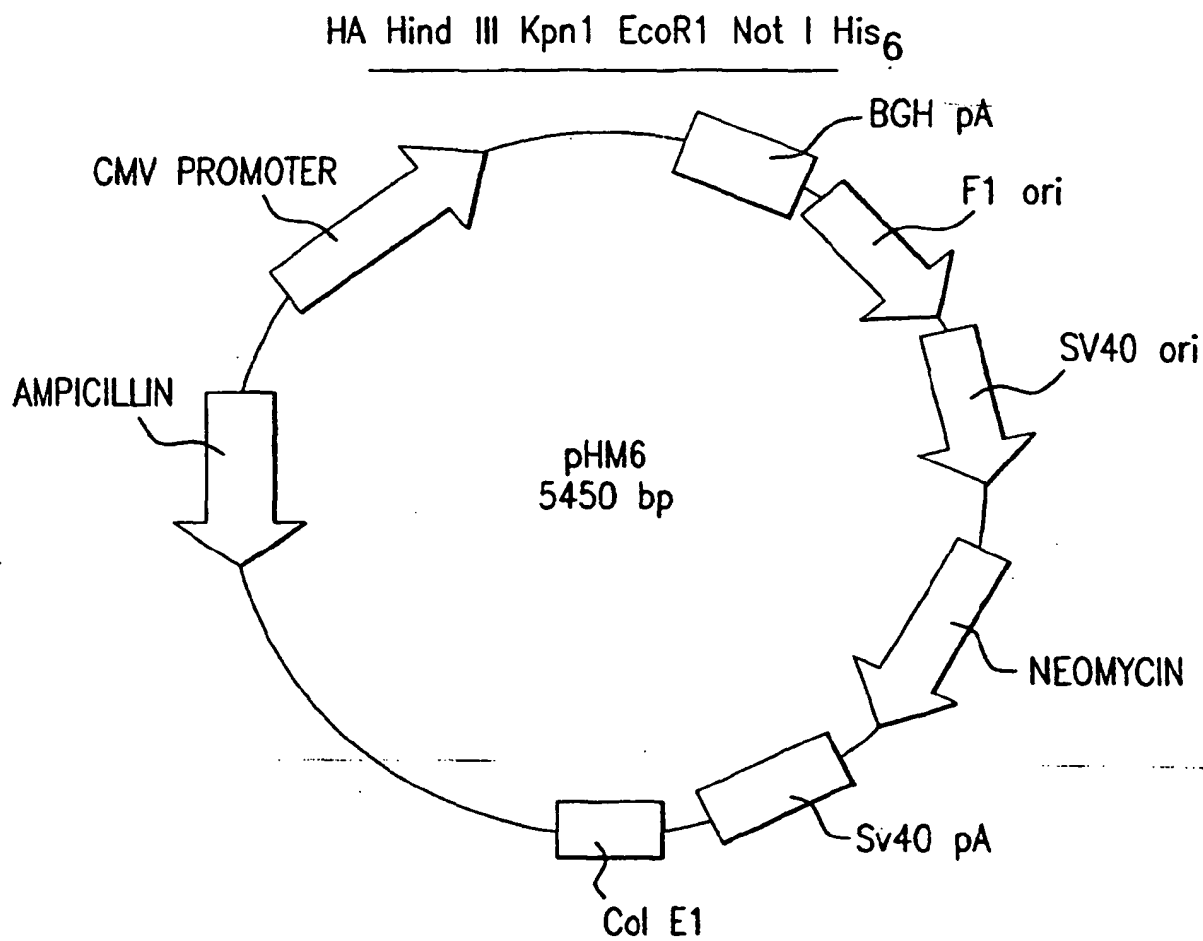 HA Hind III Kpn1 EcoR1 Not I His6
BGH pA
CMV PROMOTER
F1 ori
SV40 ori
AMPICILLIN
pHM6
5450 bp
NEOMYCIN
Sv40 pA
Col E1